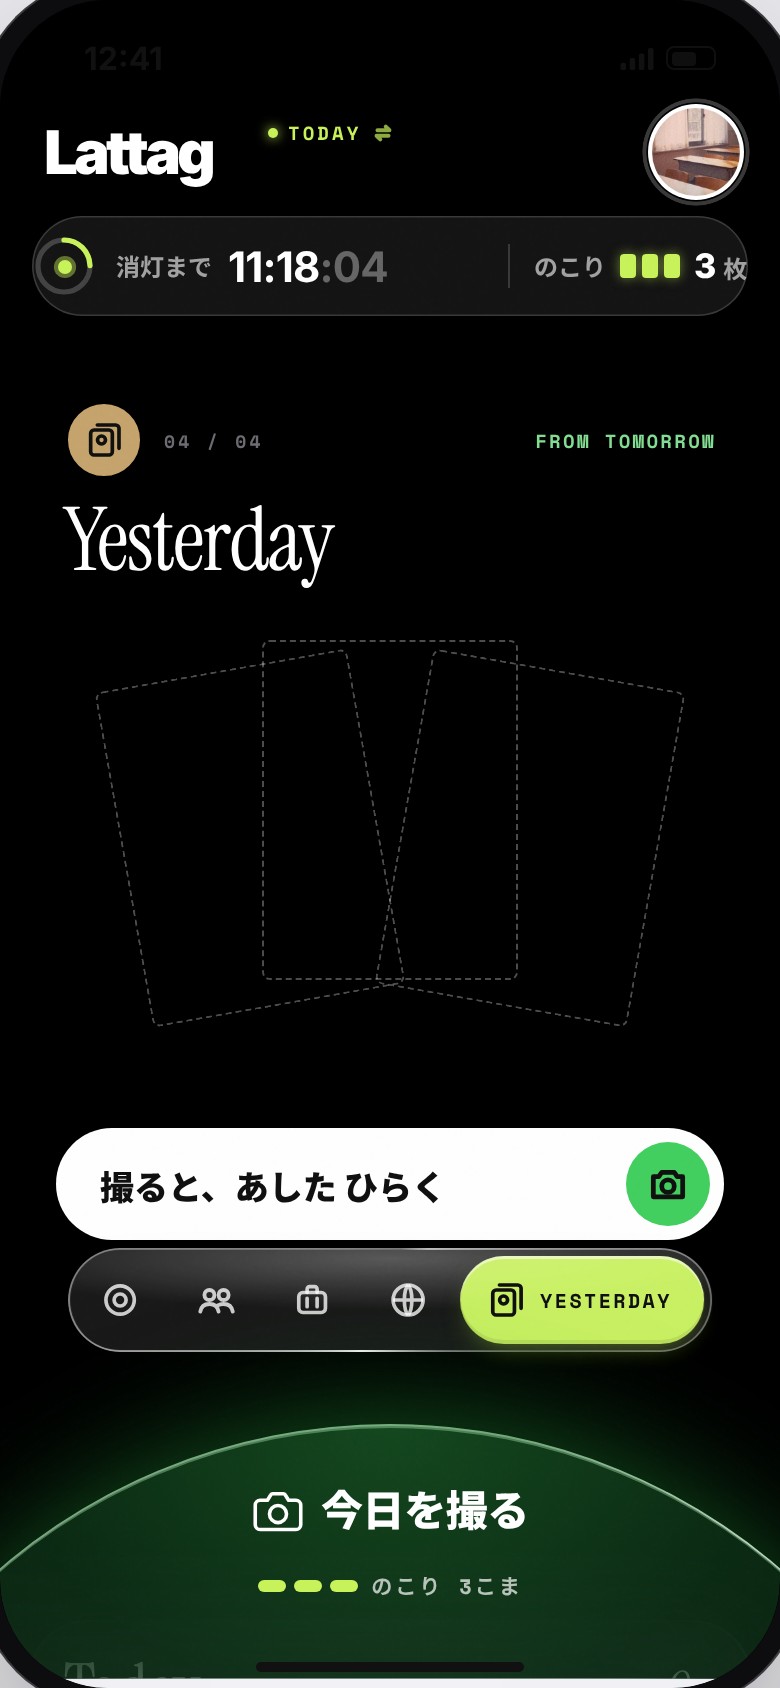 12:41
Lattag
TODAY ⇌
消灯まで 11:18:04 のこり 3 枚
04 / 04 FROM TOMORROW
Yesterday
撮ると、あした ひらく
YESTERDAY
今日を撮る
のこり 3こま